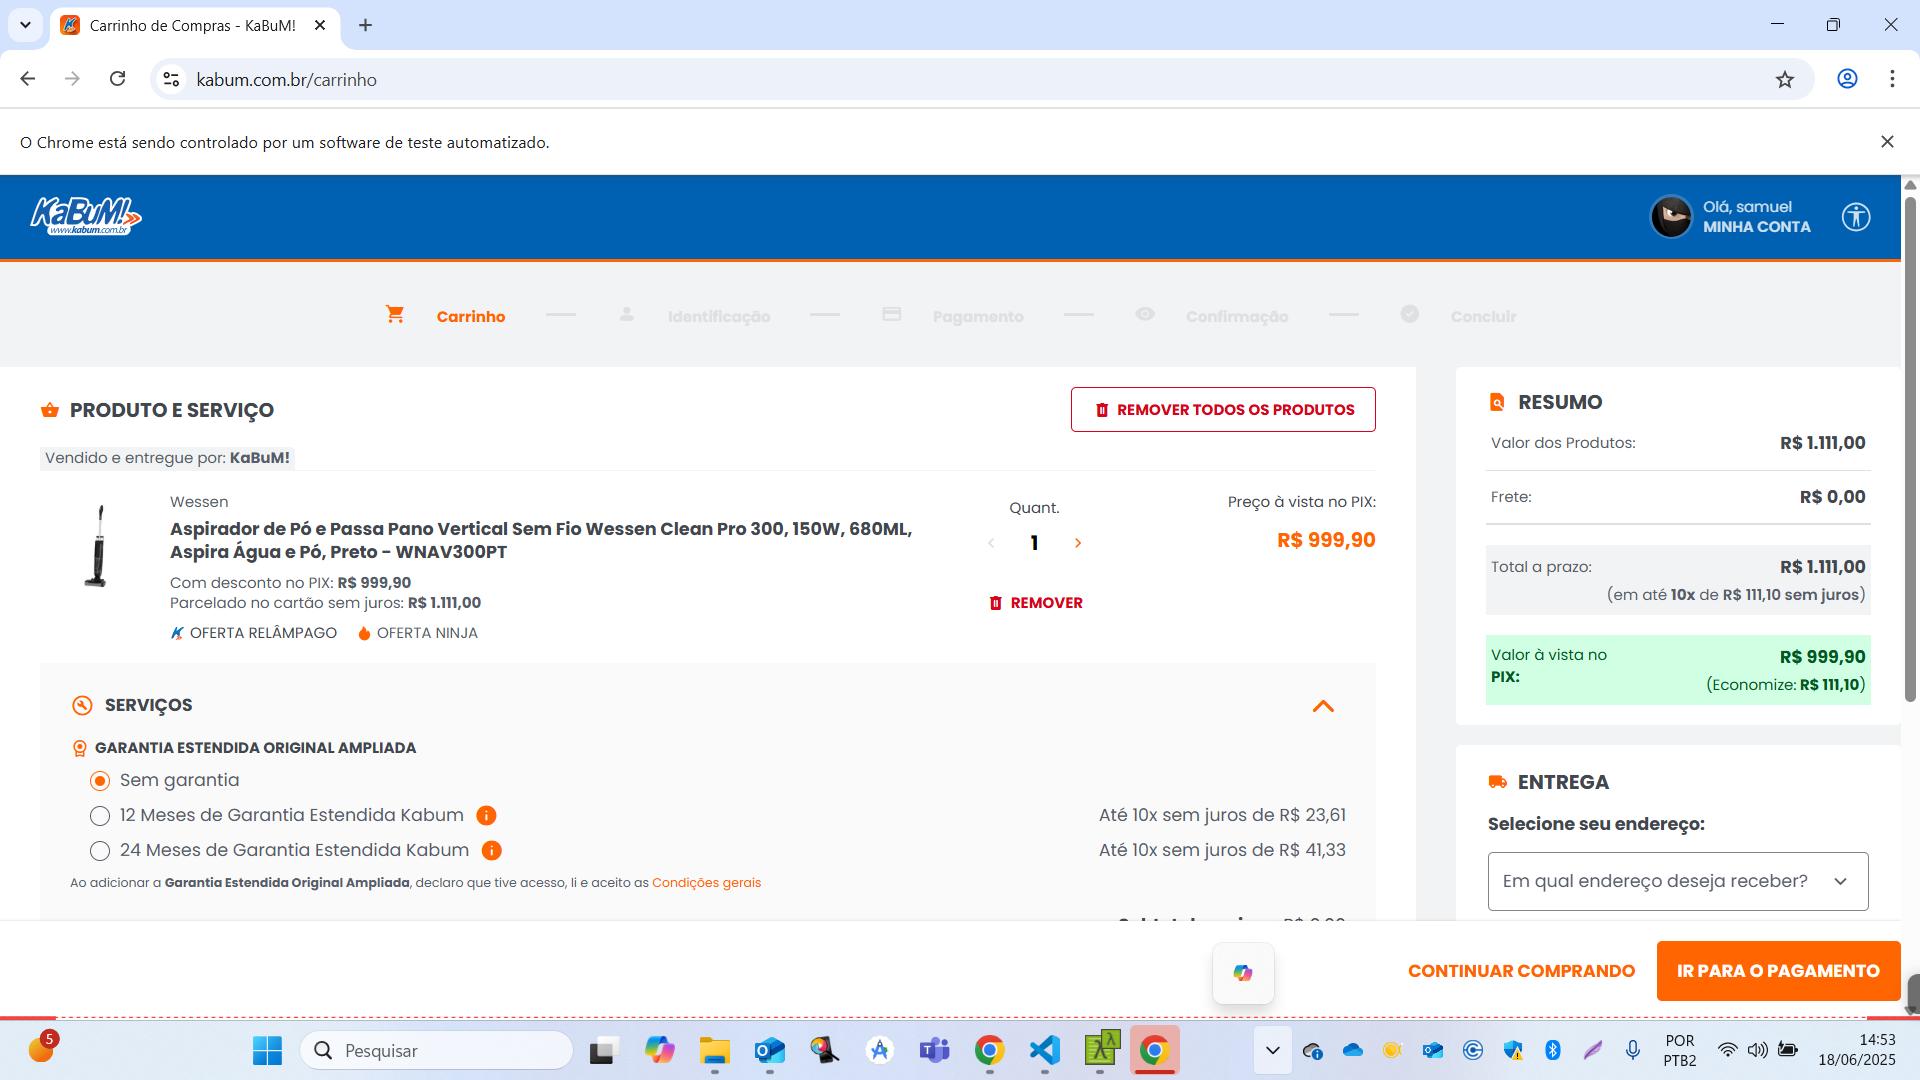 Carrinho de Compras - KaBuM!
kabum.com.br/carrinho
O Chrome está sendo controlado por um software de teste automatizado.
KaBuM!
www.kabum.com.br
Olá, samuel
MINHA CONTA
Carrinho
Identificação
Pagamento
Confirmação
Concluir
PRODUTO E SERVIÇO
REMOVER TODOS OS PRODUTOS
Vendido e entregue por: KaBuM!
Wessen
Aspirador de Pó e Passa Pano Vertical Sem Fio Wessen Clean Pro 300, 150W, 680ML,
Aspira Água e Pó, Preto - WNAV300PT
Com desconto no PIX: R$ 999,90
Parcelado no cartão sem juros: R$ 1.111,00
OFERTA RELÂMPAGO OFERTA NINJA
Quant.
1
REMOVER
Preço à vista no PIX:
R$ 999,90
SERVIÇOS
GARANTIA ESTENDIDA ORIGINAL AMPLIADA
Sem garantia
12 Meses de Garantia Estendida Kabum Até 10x sem juros de R$ 23,61
24 Meses de Garantia Estendida Kabum Até 10x sem juros de R$ 41,33
Ao adicionar a Garantia Estendida Original Ampliada, declaro que tive acesso, li e aceito as Condições gerais
RESUMO
Valor dos Produtos: R$ 1.111,00
Frete: R$ 0,00
Total a prazo: R$ 1.111,00
(em até 10x de R$ 111,10 sem juros)
Valor à vista no PIX: R$ 999,90
(Economize: R$ 111,10)
ENTREGA
Selecione seu endereço:
Em qual endereço deseja receber?
CONTINUAR COMPRANDO
IR PARA O PAGAMENTO
5
Pesquisar
POR
PTB2
14:53
18/06/2025